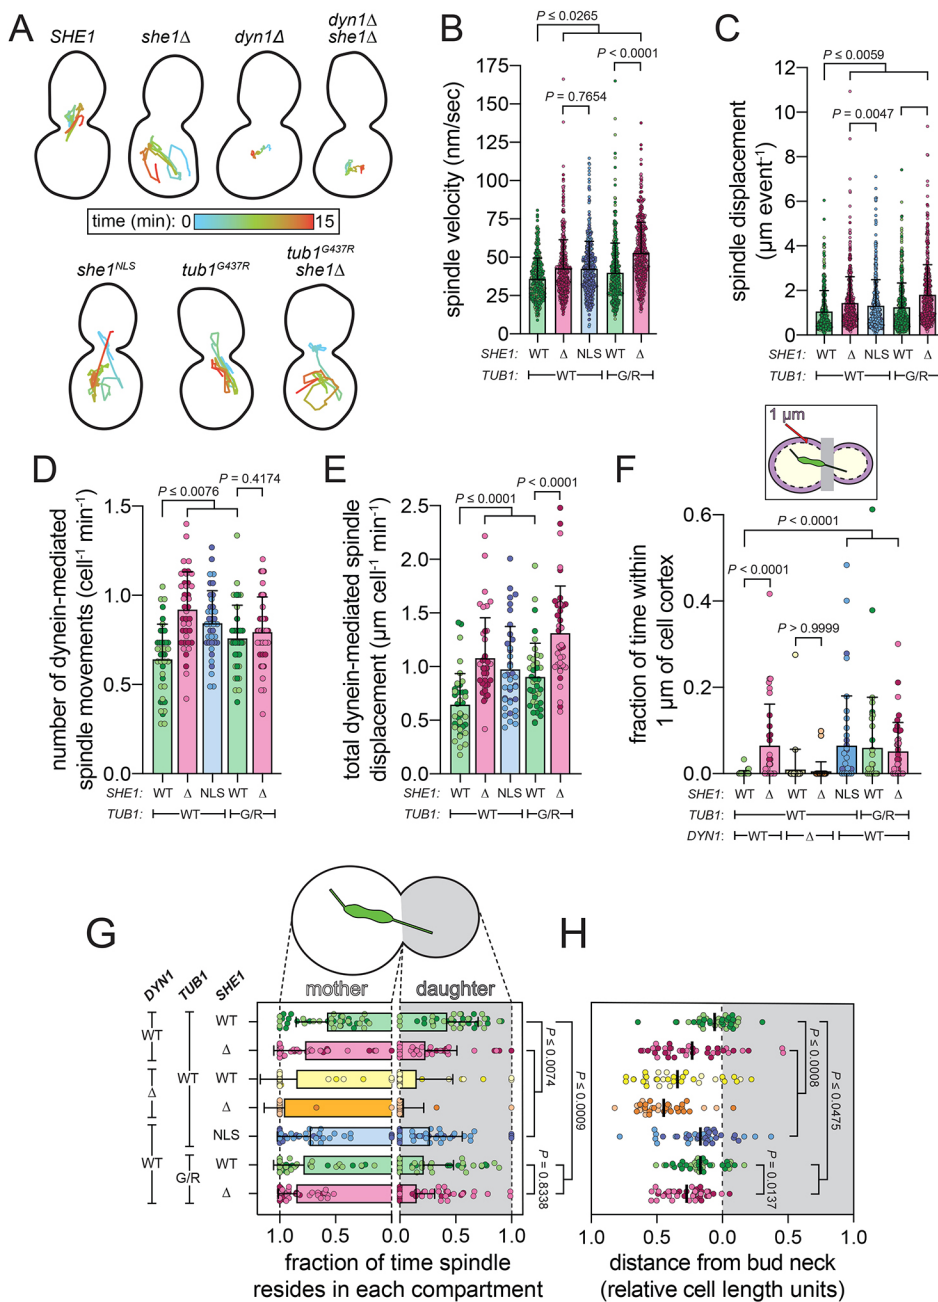 A
SHE1
she1Δ
dyn1Δ
dyn1Δ
she1Δ
time (min): 0 15
she1NLS
tub1G437R
tub1G437R
she1Δ
B
spindle velocity (nm/sec)
P ≤ 0.0265
P < 0.0001
P = 0.7654
175
150
125
100
75
50
25
0
SHE1: WT Δ NLS WT Δ
TUB1: WT G/R
C
spindle displacement
(µm event-1)
P ≤ 0.0059
P = 0.0047
12
10
8
6
4
2
0
SHE1: WT Δ NLS WT Δ
TUB1: WT G/R
D
number of dynein-mediated
spindle movements (cell-1 min-1)
P = 0.4174
P ≤ 0.0076
1.5
1.0
0.5
0.0
SHE1: WT Δ NLS WT Δ
TUB1: WT G/R
E
total dynein-mediated spindle
displacement (µm cell-1 min-1)
P < 0.0001
P ≤ 0.0001
2.5
2.0
1.5
1.0
0.5
0.0
SHE1: WT Δ NLS WT Δ
TUB1: WT G/R
F
1 µm
fraction of time within
1 µm of cell cortex
P < 0.0001
P < 0.0001
P > 0.9999
0.6
0.4
0.2
0.0
SHE1: WT Δ WT Δ NLS WT Δ
TUB1: WT G/R
DYN1: WT Δ WT
G
DYN1 TUB1 SHE1
mother daughter
WT WT Δ
Δ WT WT Δ
NLS
WT G/R WT Δ
P ≤ 0.0074
P ≤ 0.0009
P = 0.8338
1.0 0.5 0.0 0.0 0.5 1.0
fraction of time spindle
resides in each compartment
H
P ≤ 0.0008
P ≤ 0.0475
P = 0.0137
1.0 0.5 0.0 0.5 1.0
distance from bud neck
(relative cell length units)